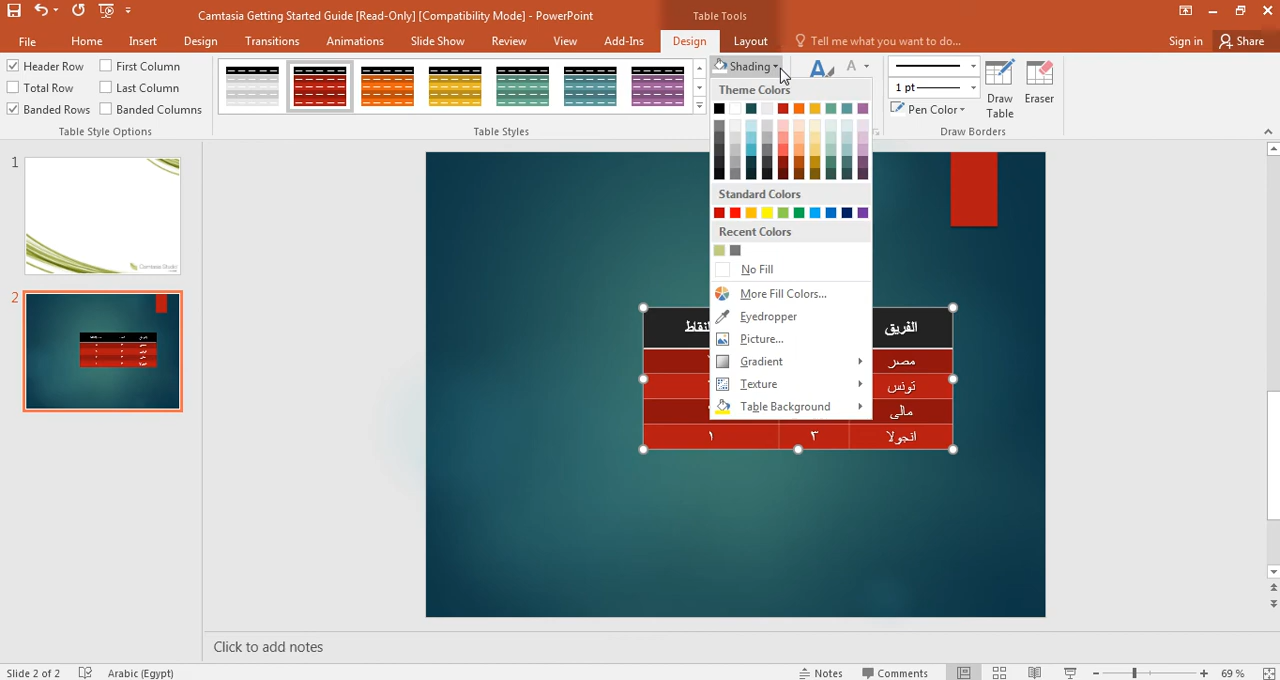 Camtasia Getting Started Guide [Read-Only] [Compatibility Mode] - PowerPoint
Table Tools
File Home Insert Design Transitions Animations Slide Show Review View Add-Ins Design Layout Tell me what you want to do... Sign in Share
Header Row First Column
Total Row Last Column
Banded Rows Banded Columns
Table Style Options
Table Styles
Shading
A A
1 pt
Pen Color
Draw Table
Eraser
Draw Borders
Theme Colors
Standard Colors
Recent Colors
No Fill
More Fill Colors...
Eyedropper
Picture...
Gradient
Texture
Table Background
1
2
الفريق
النقاط
مصر
تونس
مالى
انجولا ٣ ١
Click to add notes
Slide 2 of 2 Arabic (Egypt) Notes Comments 69 %